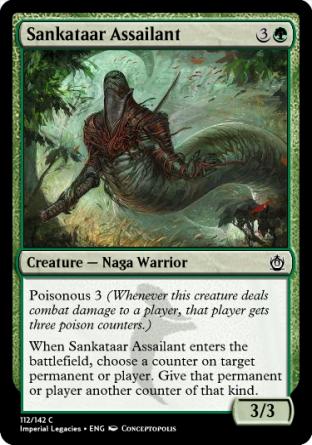 Sankataar Assailant 3
Creature — Naga Warrior
Poisonous 3 (Whenever this creature deals
combat damage to a player, that player gets
three poison counters.)
When Sankataar Assailant enters the
battlefield, choose a counter on target
permanent or player. Give that permanent
or player another counter of that kind.
3/3
112/142 C
Imperial Legacies • ENG Conceptopolis